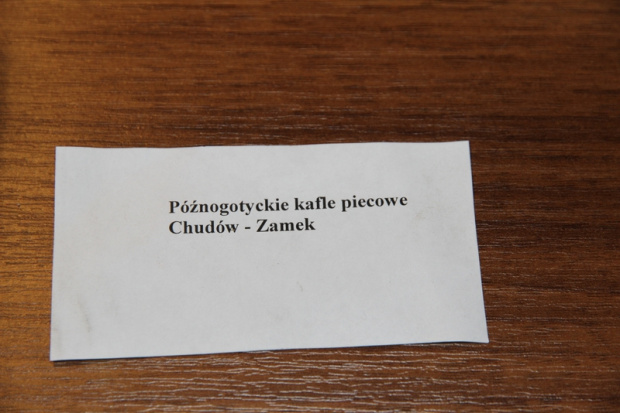 Późnogotyckie kafle piecowe
Chudów - Zamek